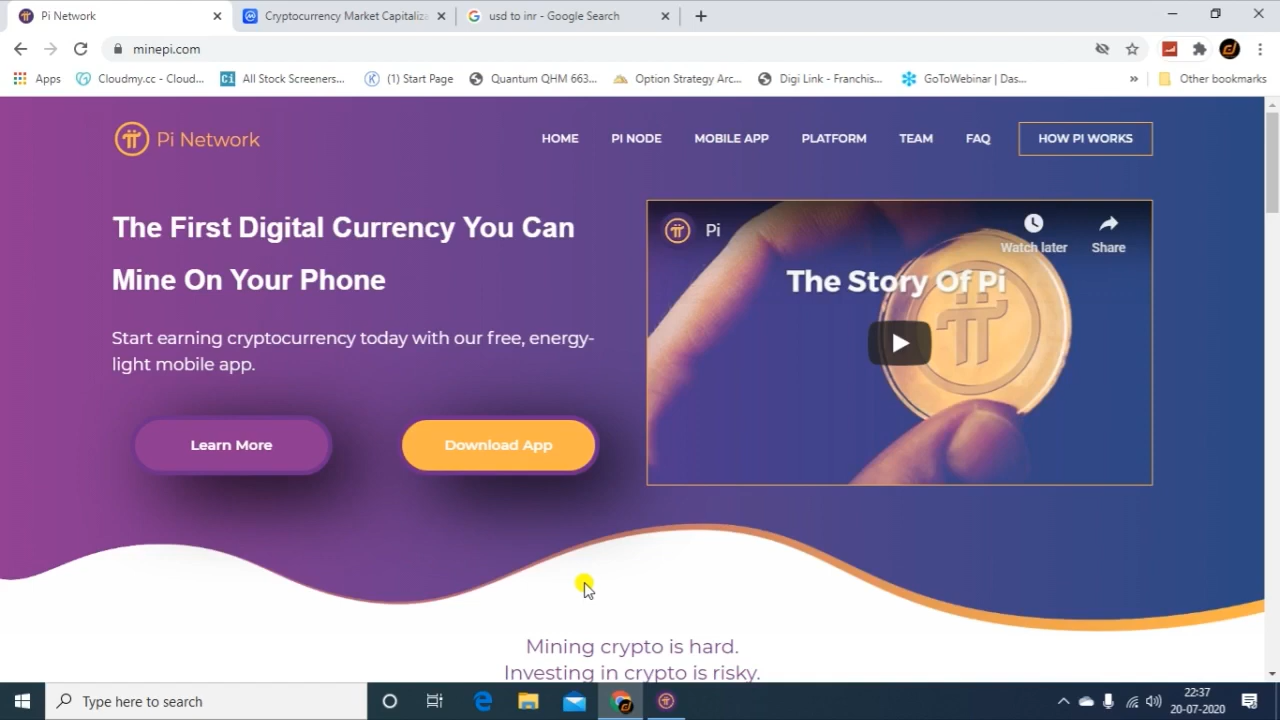 Pi Network
Cryptocurrency Market Capitaliza
usd to inr - Google Search
minepi.com
Apps
Cloudmy.cc - Cloud...
All Stock Screeners...
(1) Start Page
Quantum QHM 663...
Option Strategy Arc...
Digi Link - Franchis...
GoToWebinar | Das...
»
Other bookmarks
Pi Network
HOME
PI NODE
MOBILE APP
PLATFORM
TEAM
FAQ
HOW PI WORKS
The First Digital Currency You Can
Mine On Your Phone
Start earning cryptocurrency today with our free, energy-
light mobile app.
Learn More
Download App
Pi
Watch later
Share
The Story Of Pi
Mining crypto is hard.
Investing in crypto is risky.
Type here to search
22:37
20-07-2020